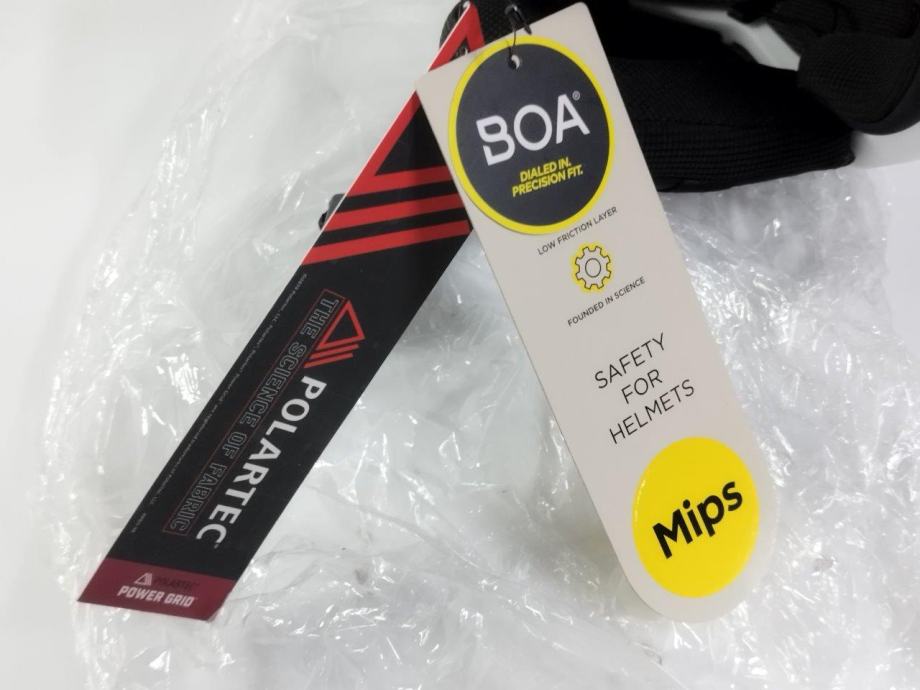 POLARTEC®
THE SCIENCE OF FABRIC
POLARTEC®
POWER GRID™
BOA®
DIALED IN.
PRECISION FIT.
LOW FRICTION LAYER
FOUNDED IN SCIENCE
SAFETY
FOR
HELMETS
Mips